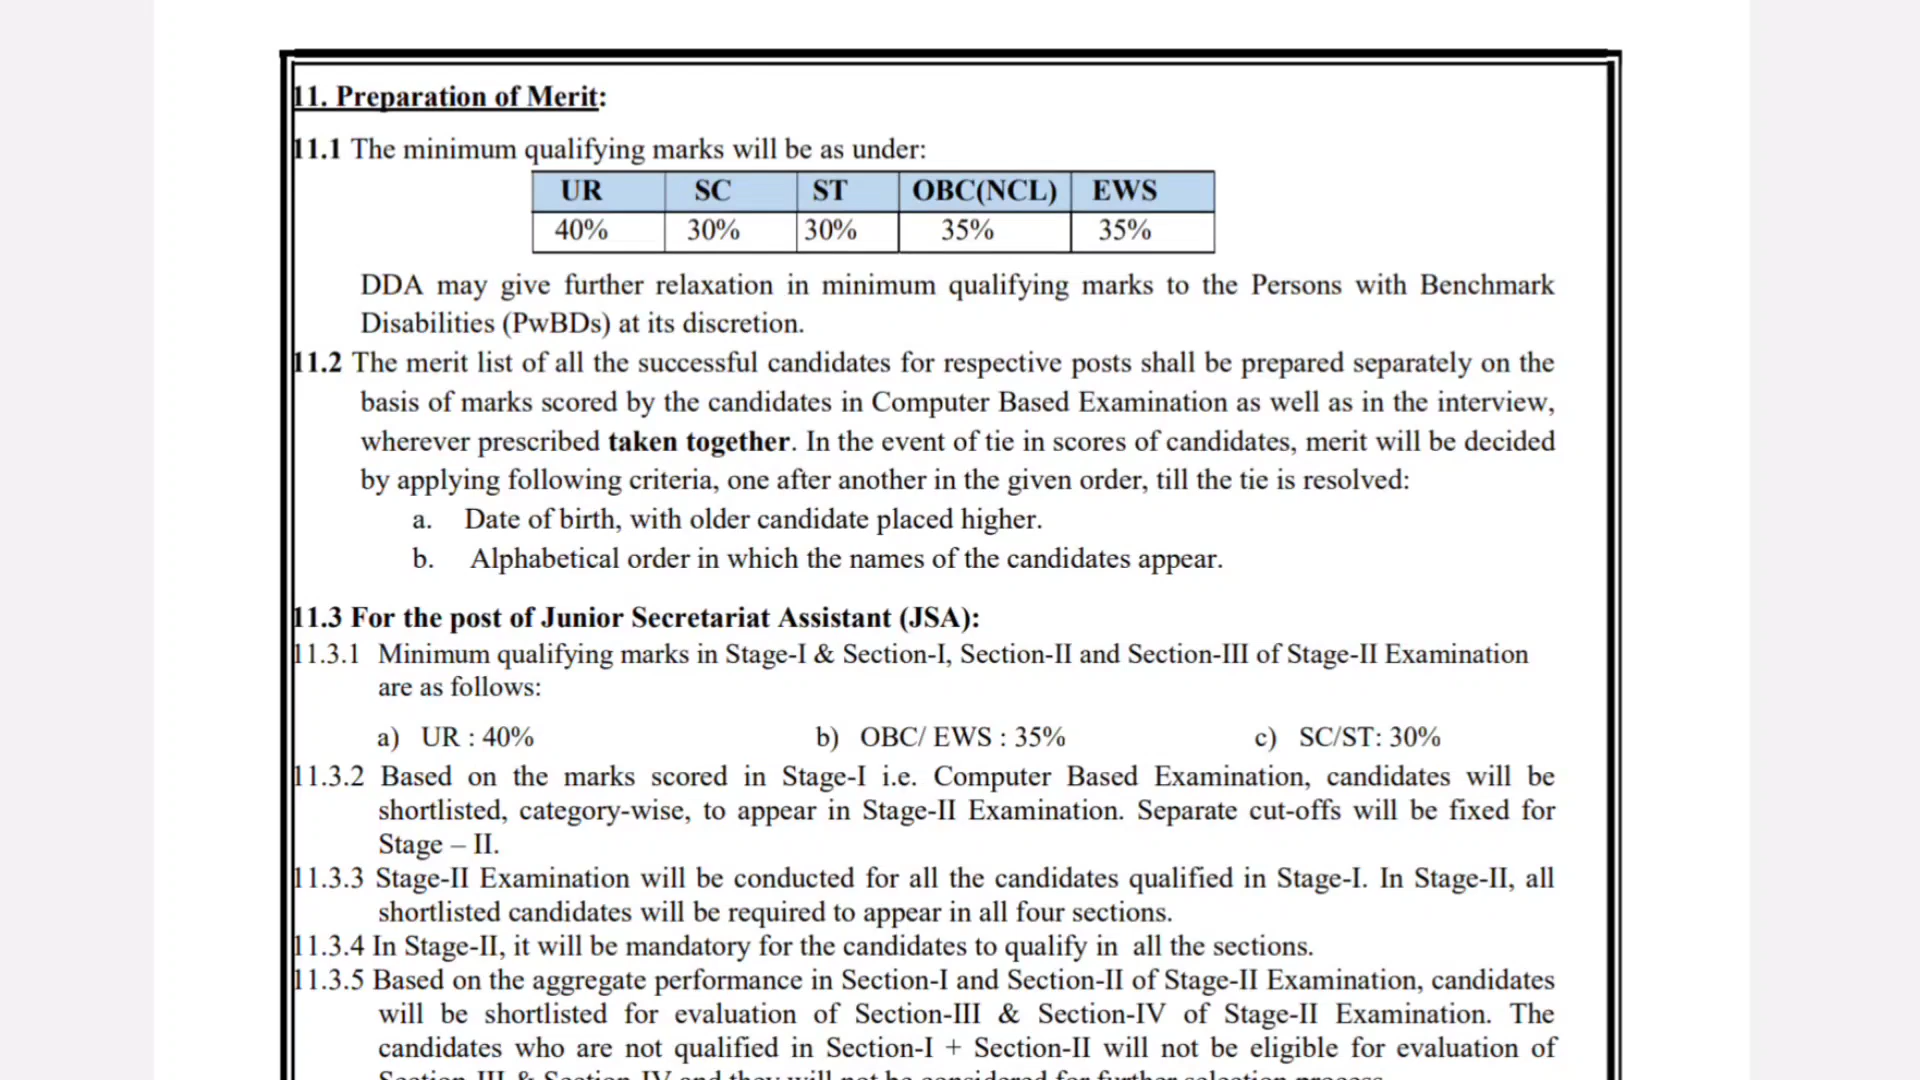 11. Preparation of Merit:
11.1 The minimum qualifying marks will be as under:
UR SC ST OBC(NCL) EWS
40% 30% 30% 35% 35%
DDA may give further relaxation in minimum qualifying marks to the Persons with Benchmark
Disabilities (PwBDs) at its discretion.
11.2 The merit list of all the successful candidates for respective posts shall be prepared separately on the
basis of marks scored by the candidates in Computer Based Examination as well as in the interview,
wherever prescribed taken together. In the event of tie in scores of candidates, merit will be decided
by applying following criteria, one after another in the given order, till the tie is resolved:
a. Date of birth, with older candidate placed higher.
b. Alphabetical order in which the names of the candidates appear.
11.3 For the post of Junior Secretariat Assistant (JSA):
11.3.1 Minimum qualifying marks in Stage-I & Section-I, Section-II and Section-III of Stage-II Examination
are as follows:
a) UR : 40% b) OBC/ EWS : 35% c) SC/ST: 30%
11.3.2 Based on the marks scored in Stage-I i.e. Computer Based Examination, candidates will be
shortlisted, category-wise, to appear in Stage-II Examination. Separate cut-offs will be fixed for
Stage – II.
11.3.3 Stage-II Examination will be conducted for all the candidates qualified in Stage-I. In Stage-II, all
shortlisted candidates will be required to appear in all four sections.
11.3.4 In Stage-II, it will be mandatory for the candidates to qualify in all the sections.
11.3.5 Based on the aggregate performance in Section-I and Section-II of Stage-II Examination, candidates
will be shortlisted for evaluation of Section-III & Section-IV of Stage-II Examination. The
candidates who are not qualified in Section-I + Section-II will not be eligible for evaluation of
Section-III & Section-IV and they will not be considered for further selection process.